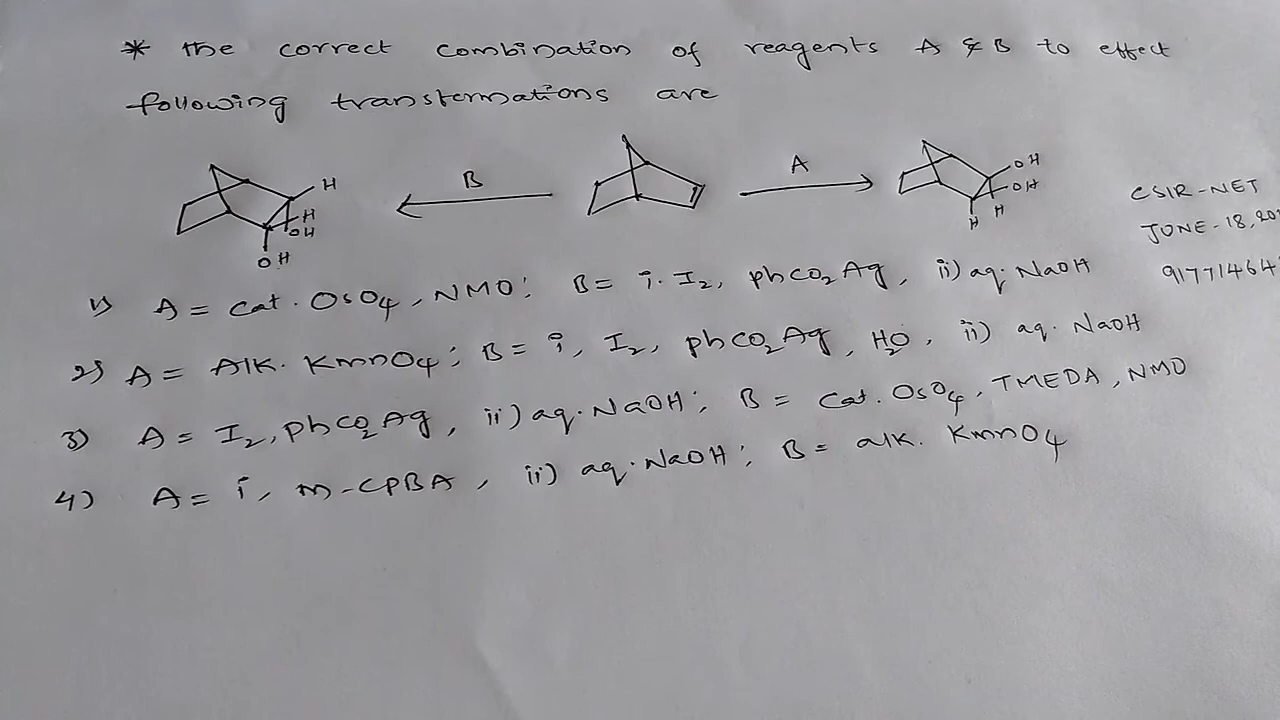 * the correct combination of reagents A & B to effect
following transformations are
B
A
H
H
OH
OH
OH
OH
H
H
CSIR-NET
JUNE-18, 20
91771464
1) A = cat. OsO4, NMO; B = i. I2, phCO2Ag, ii) aq. NaOH
2) A = Alk. KmnO4; B = i, I2, phCO2Ag, H2O, ii) aq. NaOH
3) A = I2, phCO2Ag, ii) aq. NaOH; B = cat. OsO4, TMEDA, NMO
4) A = i, m-CPBA, ii) aq. NaOH; B = alk. KmnO4